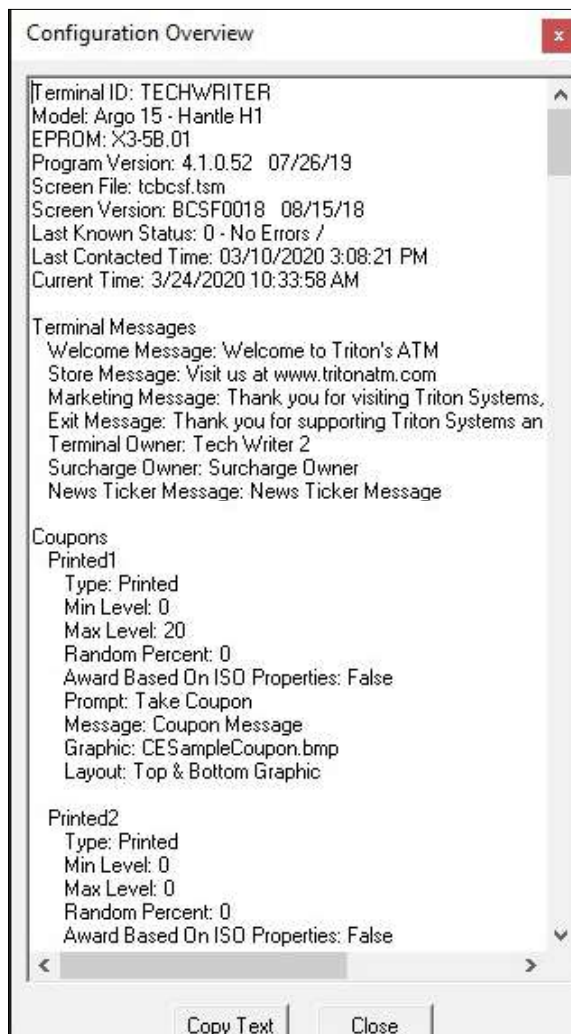 Configuration Overview
x
Terminal ID: TECHWRITER
Model: Argo 15 - Hantle H1
EPROM: X3-5B.01
Program Version: 4.1.0.52 07/26/19
Screen File: tcbcsf.tsm
Screen Version: BCSF0018 08/15/18
Last Known Status: 0 - No Errors /
Last Contacted Time: 03/10/2020 3:08:21 PM
Current Time: 3/24/2020 10:33:58 AM
Terminal Messages
Welcome Message: Welcome to Triton's ATM
Store Message: Visit us at www.tritonatm.com
Marketing Message: Thank you for visiting Triton Systems,
Exit Message: Thank you for supporting Triton Systems an
Terminal Owner: Tech Writer 2
Surcharge Owner: Surcharge Owner
News Ticker Message: News Ticker Message
Coupons
Printed1
Type: Printed
Min Level: 0
Max Level: 20
Random Percent: 0
Award Based On ISO Properties: False
Prompt: Take Coupon
Message: Coupon Message
Graphic: CESampleCoupon.bmp
Layout: Top & Bottom Graphic
Printed2
Type: Printed
Min Level: 0
Max Level: 0
Random Percent: 0
Award Based On ISO Properties: False
Copy Text
Close